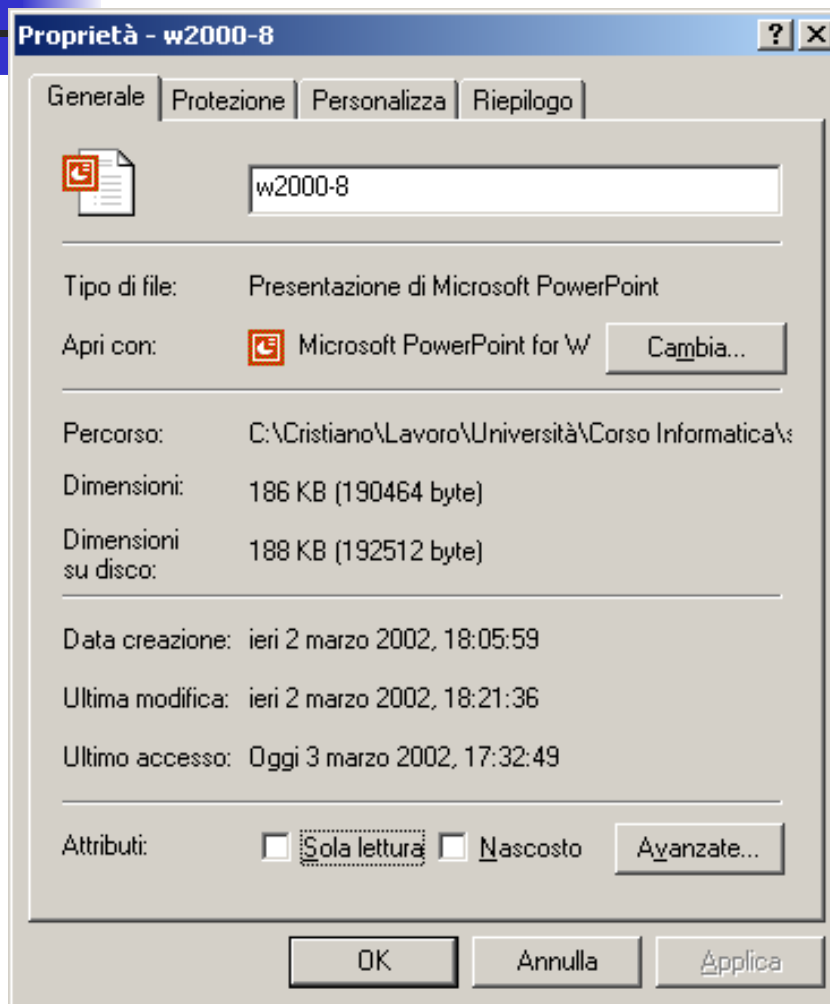 Proprietà - w2000-8
Generale Protezione Personalizza Riepilogo
w2000-8
Tipo di file: Presentazione di Microsoft PowerPoint
Apri con: Microsoft PowerPoint for W Cambia...
Percorso: C:\Cristiano\Lavoro\Università\Corso Informatica\s
Dimensioni: 186 KB (190464 byte)
Dimensioni
su disco: 188 KB (192512 byte)
Data creazione: ieri 2 marzo 2002, 18:05:59
Ultima modifica: ieri 2 marzo 2002, 18:21:36
Ultimo accesso: Oggi 3 marzo 2002, 17:32:49
Attributi: Sola lettura Nascosto Avanzate...
OK Annulla Applica